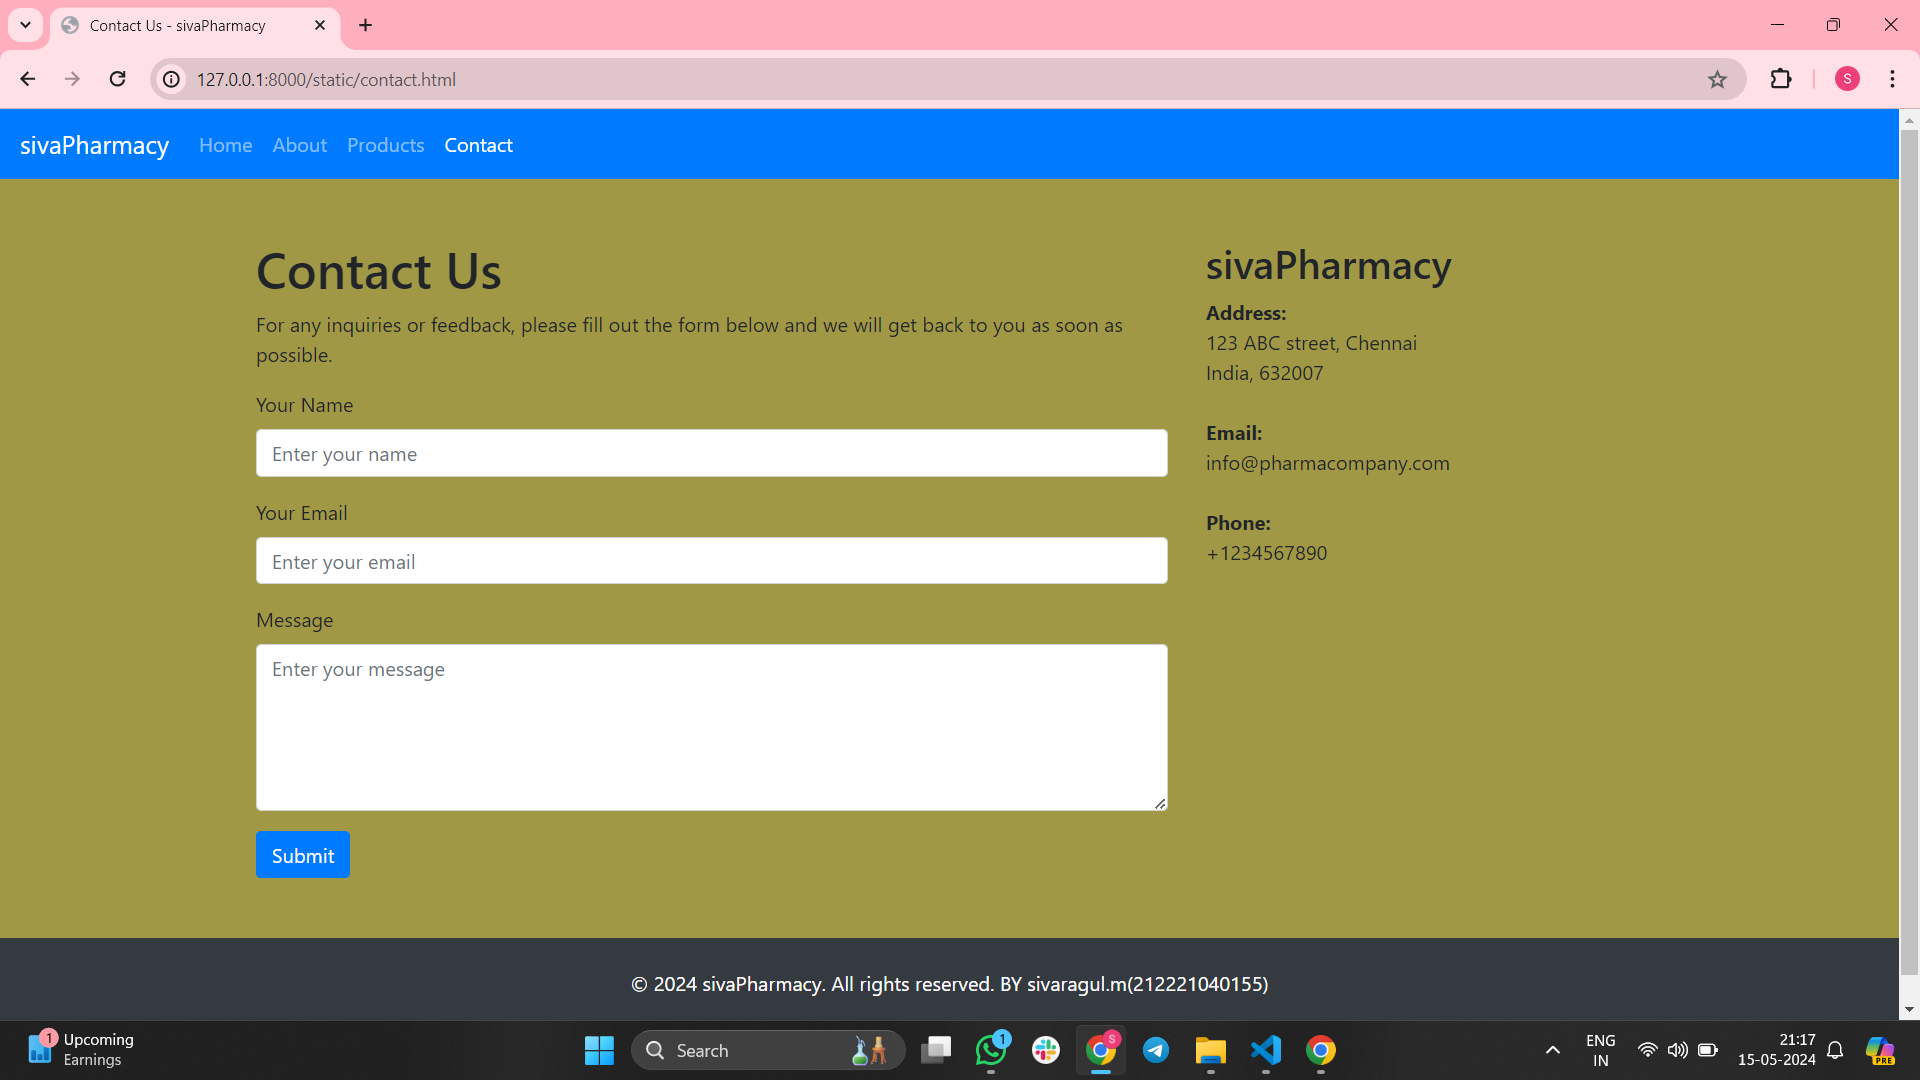 Contact Us - sivaPharmacy
127.0.0.1:8000/static/contact.html
S
sivaPharmacy Home About Products Contact
Contact Us
For any inquiries or feedback, please fill out the form below and we will get back to you as soon as
possible.
Your Name
Enter your name
Your Email
Enter your email
Message
Enter your message
Submit
sivaPharmacy
Address:
123 ABC street, Chennai
India, 632007
Email:
info@pharmacompany.com
Phone:
+1234567890
© 2024 sivaPharmacy. All rights reserved. BY sivaragul.m(212221040155)
1
Upcoming
Earnings
Search
1
S
ENG
IN
21:17
15-05-2024
PRE